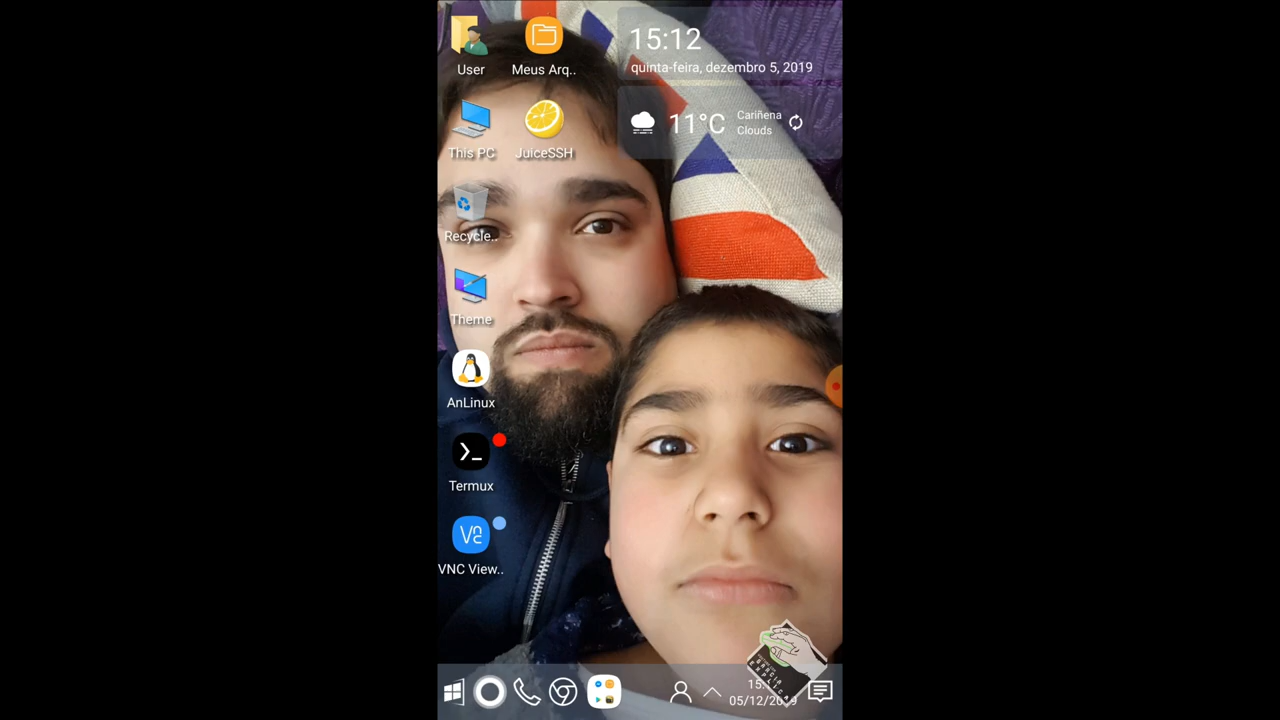 15:12
quinta-feira, dezembro 5, 2019
11°C
Cariñena
Clouds
User
Meus Arq..
This PC
JuiceSSH
Recycle..
Theme
AnLinux
Termux
VNC View..
05/12/2019